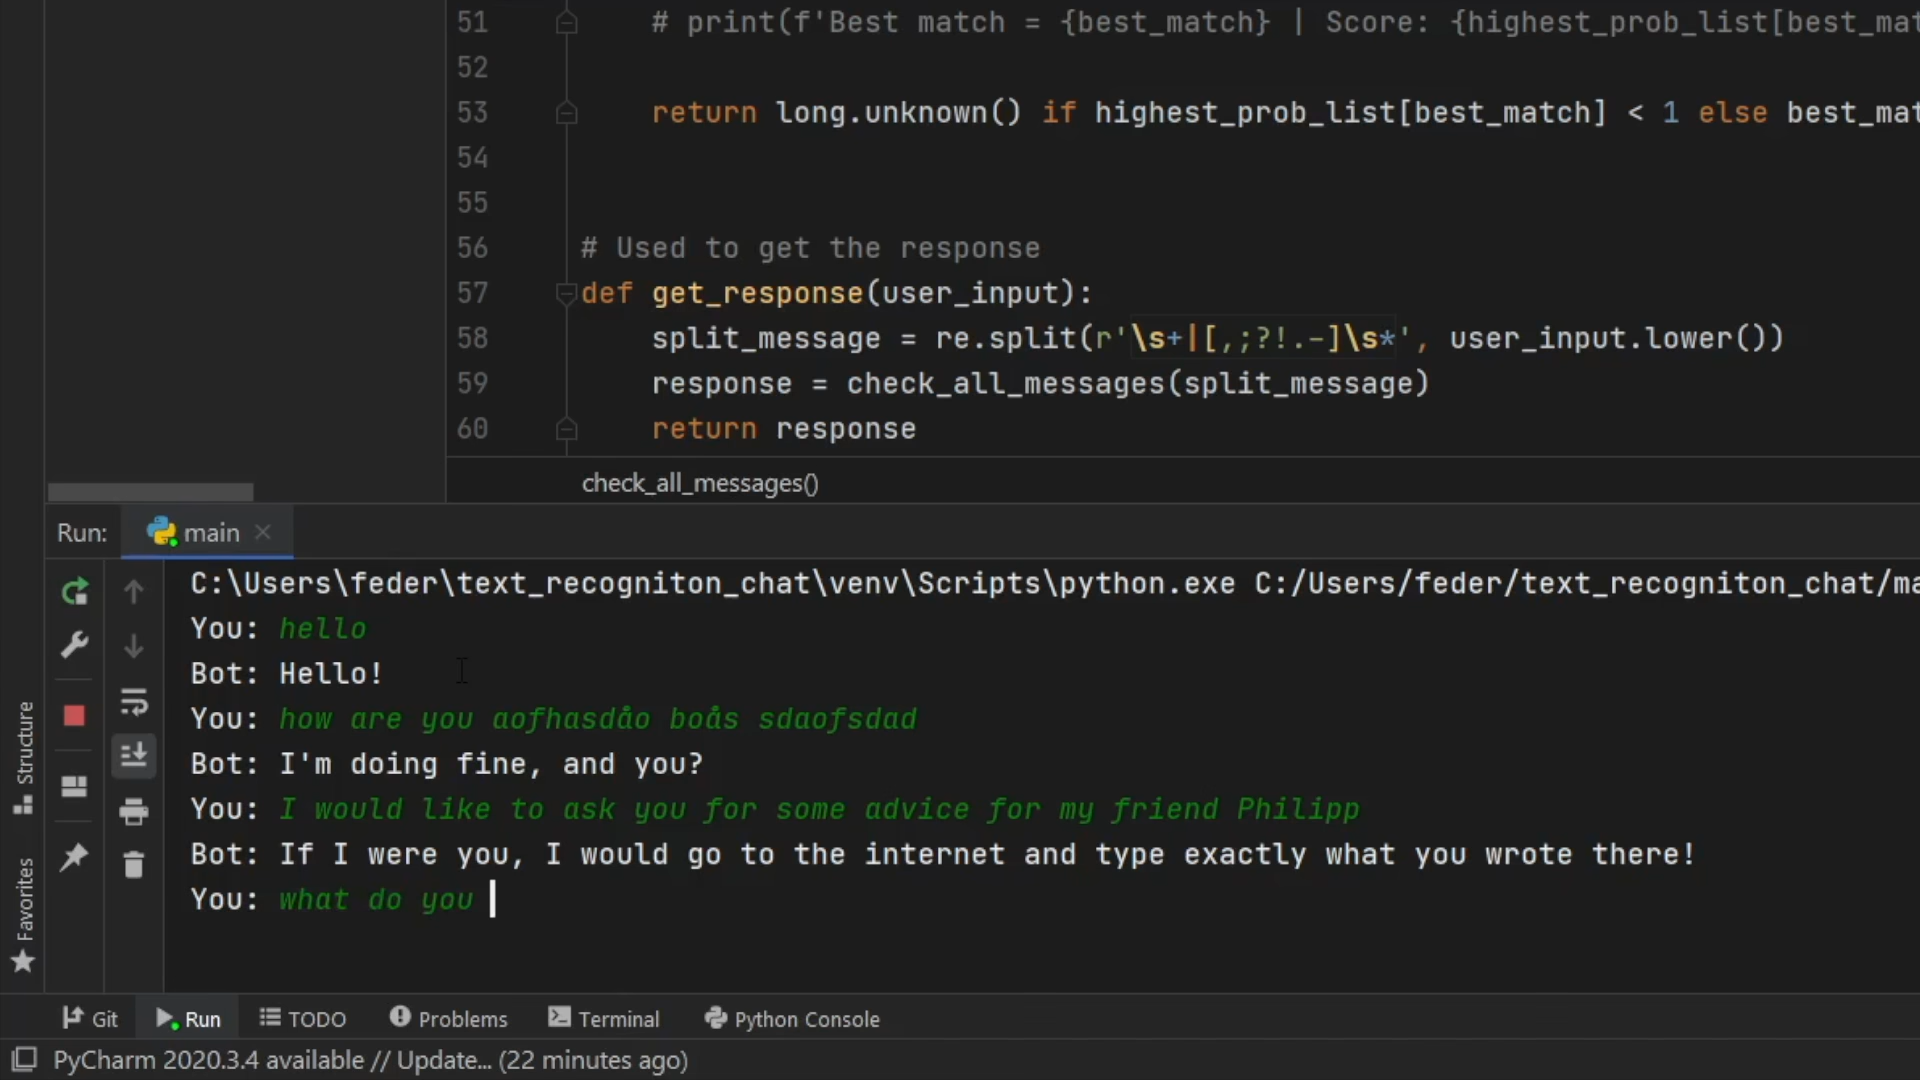 51 # print(f'Best match = {best_match} | Score: {highest_prob_list[best_mat
52
53 return long.unknown() if highest_prob_list[best_match] < 1 else best_mat
54
55
56 # Used to get the response
57 def get_response(user_input):
58 split_message = re.split(r'\s+|[,;?!.-]\s*', user_input.lower())
59 response = check_all_messages(split_message)
60 return response
check_all_messages()
Run: main
C:\Users\feder\text_recogniton_chat\venv\Scripts\python.exe C:/Users/feder/text_recogniton_chat/ma
You: hello
Bot: Hello!
You: how are you aofhasdåo boås sdaofsdad
Bot: I'm doing fine, and you?
You: I would like to ask you for some advice for my friend Philipp
Bot: If I were you, I would go to the internet and type exactly what you wrote there!
You: what do you
Structure
Favorites
Git Run TODO Problems Terminal Python Console
PyCharm 2020.3.4 available // Update... (22 minutes ago)